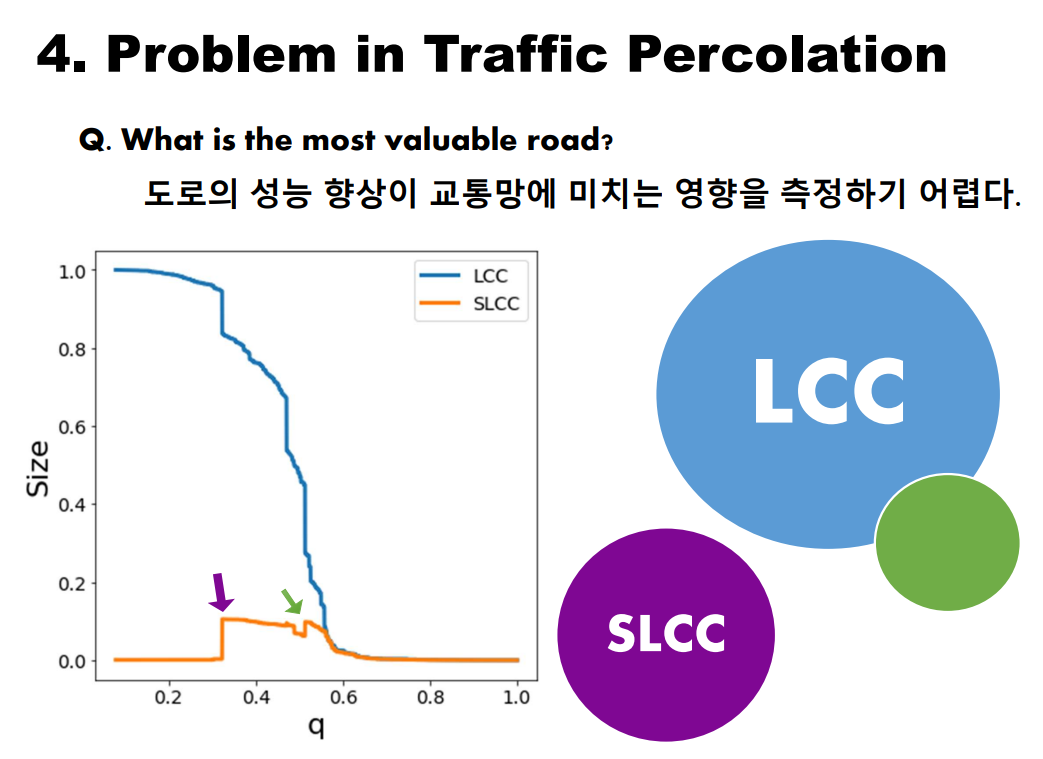 4. Problem in Traffic Percolation
Q. What is the most valuable road?
도로의 성능 향상이 교통망에 미치는 영향을 측정하기 어렵다.
1.0
0.8
0.6
0.4
0.2
0.0
Size
LCC
SLCC
0.2 0.4 0.6 0.8 1.0
q
LCC
SLCC